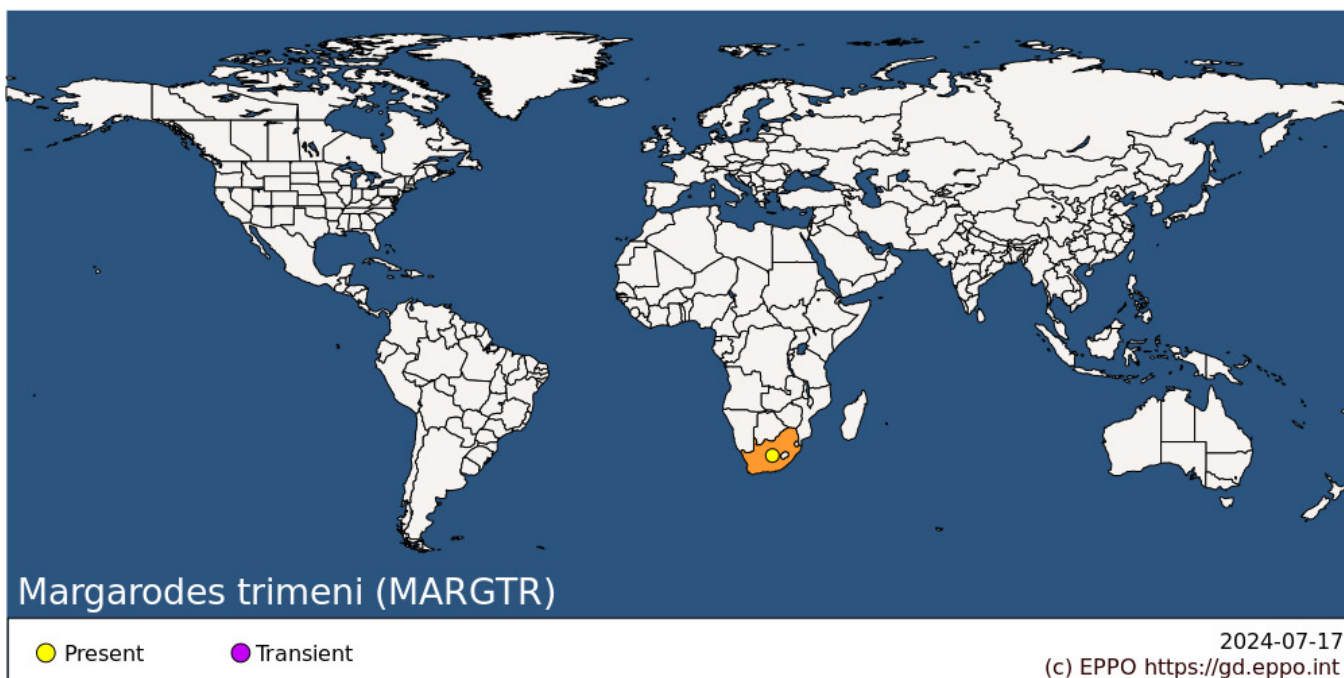 Margarodes trimeni (MARGTR)
Present
Transient
2024-07-17
(c) EPPO https://gd.eppo.int